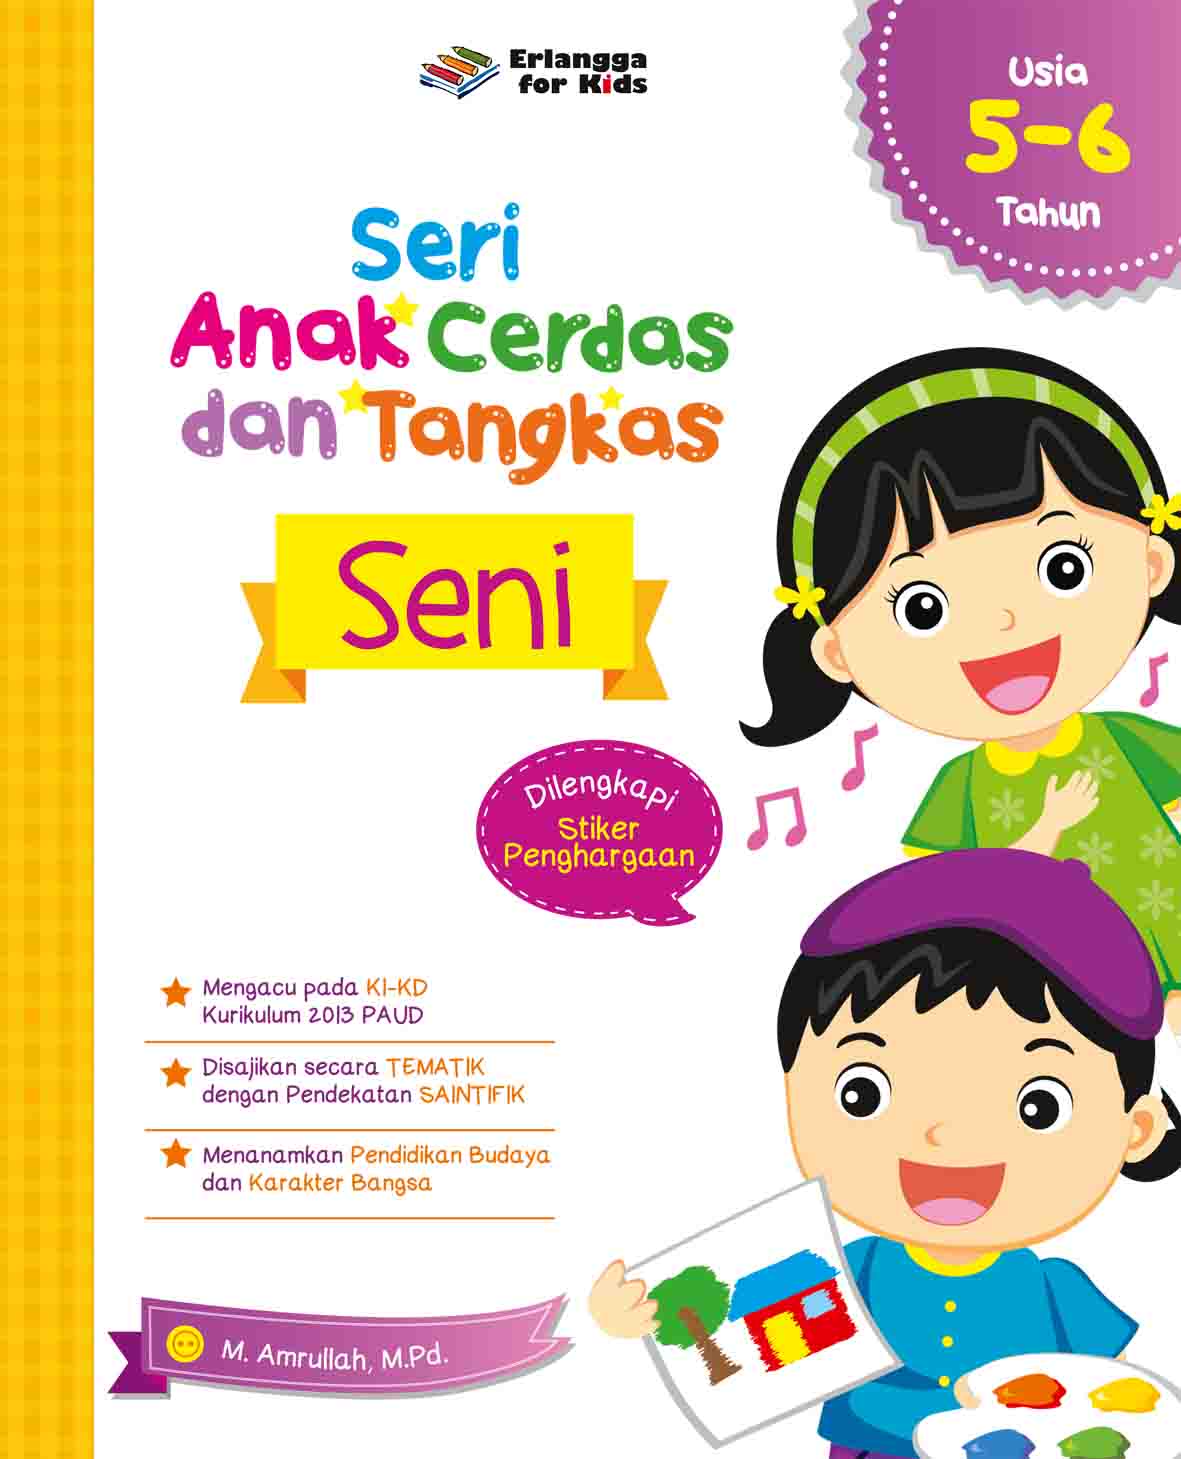 Erlangga
for Kids
Usia
5-6
Tahun
Seri
Anak Cerdas
dan Tangkas
Seni
Dilengkapi
Stiker
Penghargaan
Mengacu pada KI-KD
Kurikulum 2013 PAUD
Disajikan secara TEMATIK
dengan Pendekatan SAINTIFIK
Menanamkan Pendidikan Budaya
dan Karakter Bangsa
M. Amrullah, M.Pd.